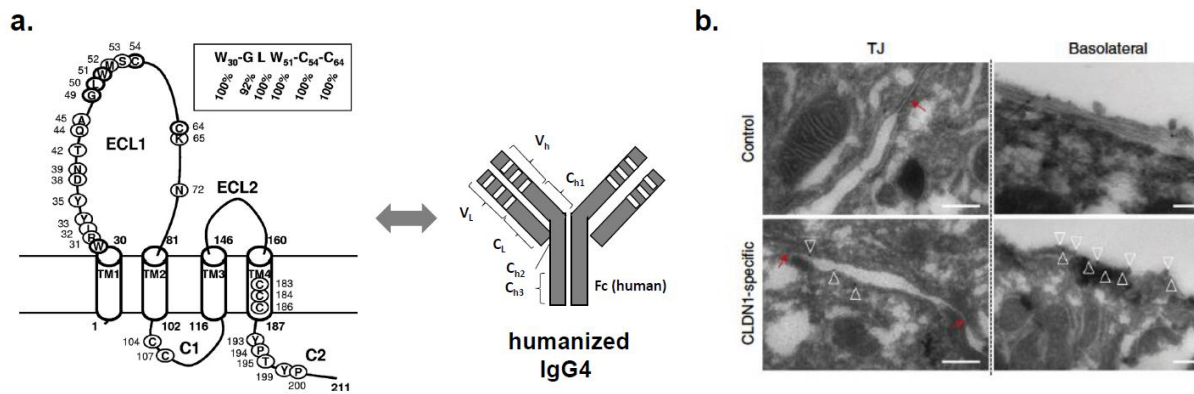 a.
53 54
52
51
50
49
M S C
W
L
G
W30-G L W51-C54-C64
100% 92% 100% 100% 100% 100%
45 A
44 Q
42 T
39 N
38 D
35 Y
33 Y
32 I
31 R
W
ECL1
C 64
K 65
N 72
ECL2
30 81 146 160
TM1 TM2 TM3 TM4
C 183
C 184
C 186
1 102 116 187
104 C
107 C
C1
193 Y
194 P
195 T
199 Y
200 P
C2
211
Vh
Ch1
VL
CL
Ch2
Ch3
Fc (human)
humanized
IgG4
b.
TJ Basolateral
Control
CLDN1-specific